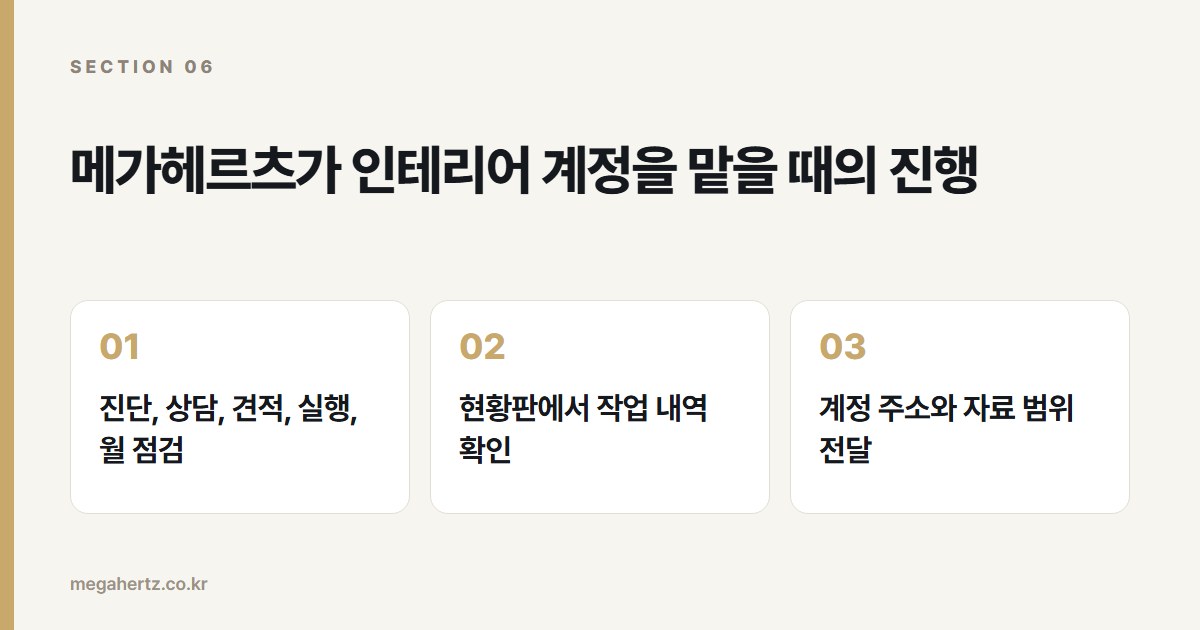 SECTION 06
메가헤르츠가 인테리어 계정을 맡을 때의 진행
01
진단, 상담, 견적, 실행,
월 점검
02
현황판에서 작업 내역
확인
03
계정 주소와 자료 범위
전달
megahertz.co.kr